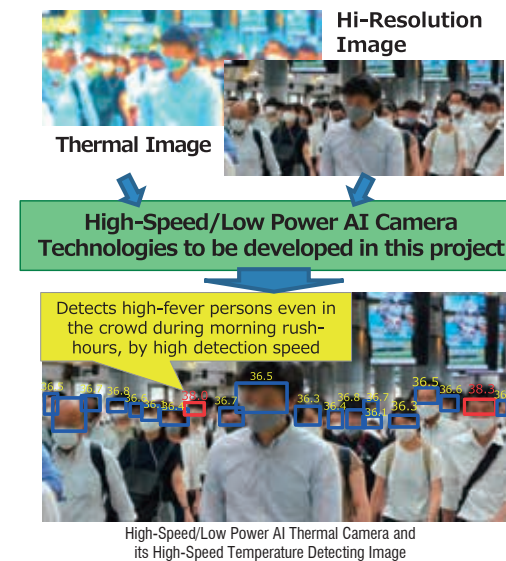 Hi-Resolution
Image
Thermal Image
High-Speed/Low Power AI Camera
Technologies to be developed in this project
Detects high-fever persons even in
the crowd during morning rush-
hours, by high detection speed
36.5
36.8
36.4
36.7
36.3
36.4
36.8
36.7
36.1
36.3
36.5
36.6
38.3
High-Speed/Low Power AI Thermal Camera and
its High-Speed Temperature Detecting Image